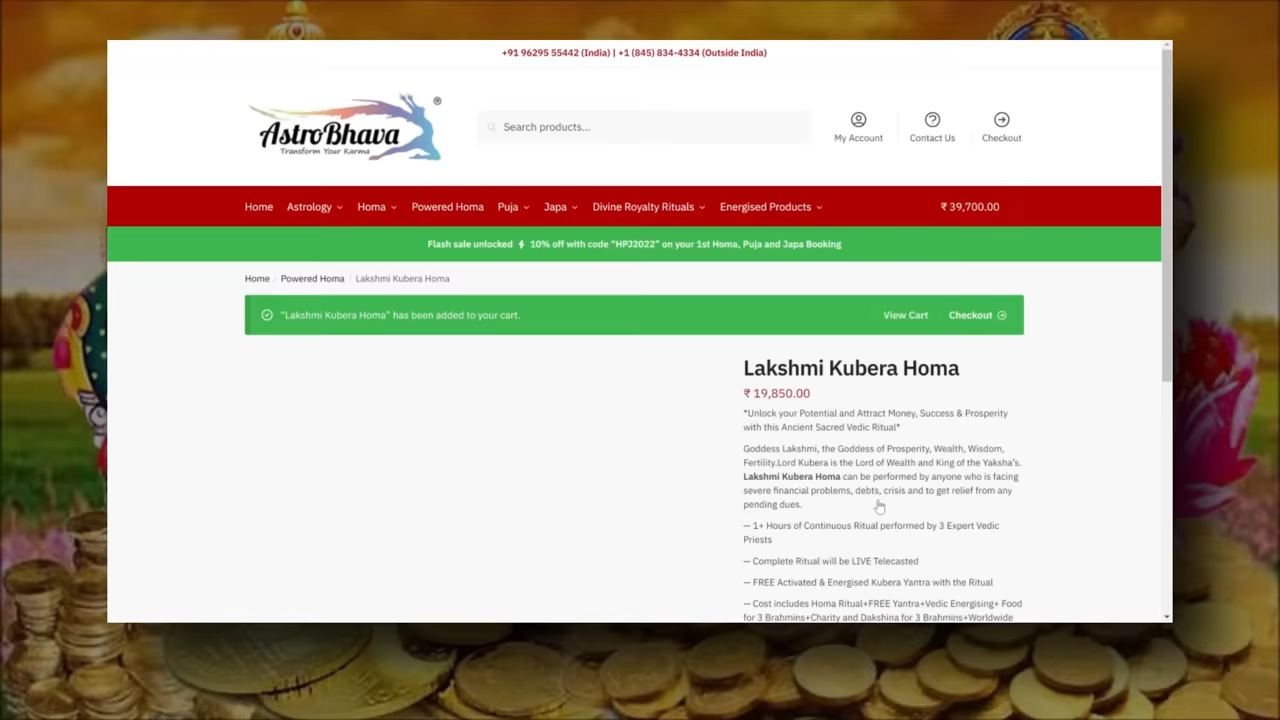 +91 96295 55442 (India) | +1 (845) 834-4334 (Outside India)
AstroBhava ®
Transform Your Karma
Search products...
My Account
Contact Us
Checkout
Home Astrology Homa Powered Homa Puja Japa Divine Royalty Rituals Energised Products ₹ 39,700.00
Flash sale unlocked 10% off with code “HPJ2022” on your 1st Homa, Puja and Japa Booking
Home / Powered Homa / Lakshmi Kubera Homa
“Lakshmi Kubera Homa” has been added to your cart. View Cart Checkout
Lakshmi Kubera Homa
₹ 19,850.00
*Unlock your Potential and Attract Money, Success & Prosperity
with this Ancient Sacred Vedic Ritual*
Goddess Lakshmi, the Goddess of Prosperity, Wealth, Wisdom,
Fertility.Lord Kubera is the Lord of Wealth and King of the Yaksha’s.
Lakshmi Kubera Homa can be performed by anyone who is facing
severe financial problems, debts, crisis and to get relief from any
pending dues.
— 1+ Hours of Continuous Ritual performed by 3 Expert Vedic
Priests
— Complete Ritual will be LIVE Telecasted
— FREE Activated & Energised Kubera Yantra with the Ritual
— Cost includes Homa Ritual+FREE Yantra+Vedic Energising+ Food
for 3 Brahmins+Charity and Dakshina for 3 Brahmins+Worldwide